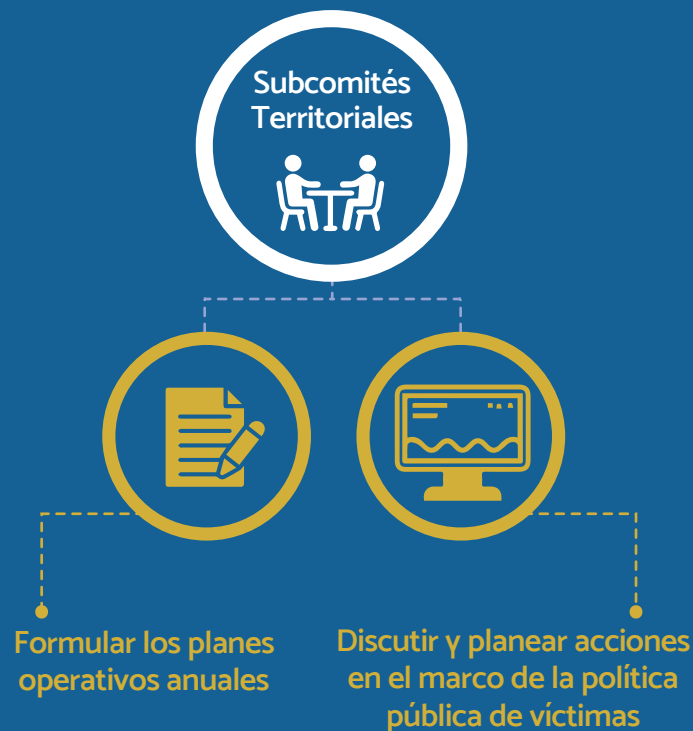 Subcomités
Territoriales
Formular los planes
operativos anuales
Discutir y planear acciones
en el marco de la política
pública de víctimas